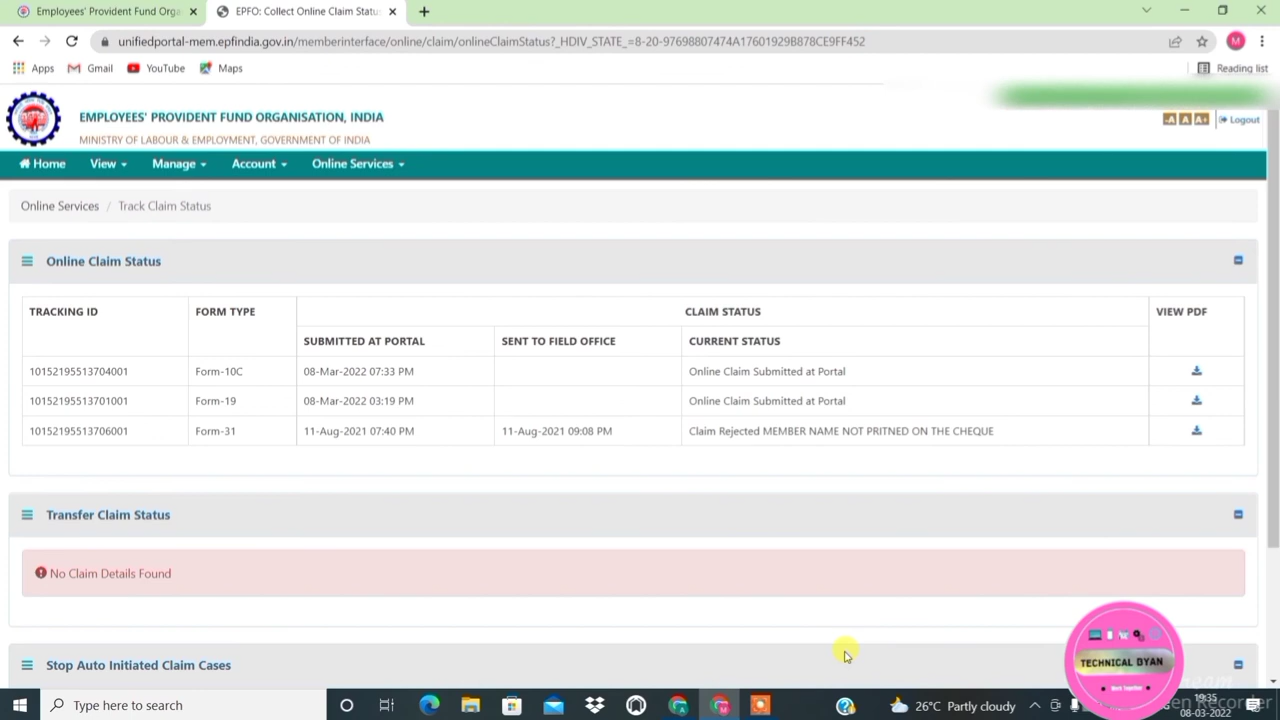 Employees' Provident Fund Orga
EPFO: Collect Online Claim Statu
unifiedportal-mem.epfindia.gov.in/memberinterface/online/claim/onlineClaimStatus?_HDIV_STATE_=8-20-97698807474A17601929B878CE9FF452
M
Apps Gmail YouTube Maps Reading list
EMPLOYEES' PROVIDENT FUND ORGANISATION, INDIA
MINISTRY OF LABOUR & EMPLOYMENT, GOVERNMENT OF INDIA
-A A A+ Logout
Home View Manage Account Online Services
Online Services / Track Claim Status
Online Claim Status
TRACKING ID FORM TYPE CLAIM STATUS VIEW PDF
SUBMITTED AT PORTAL SENT TO FIELD OFFICE CURRENT STATUS
10152195513704001 Form-10C 08-Mar-2022 07:33 PM Online Claim Submitted at Portal
10152195513701001 Form-19 08-Mar-2022 03:19 PM Online Claim Submitted at Portal
10152195513706001 Form-31 11-Aug-2021 07:40 PM 11-Aug-2021 09:08 PM Claim Rejected MEMBER NAME NOT PRITNED ON THE CHEQUE
Transfer Claim Status
No Claim Details Found
Stop Auto Initiated Claim Cases
TECHNICAL DYAN
Work Together
Type here to search
26°C Partly cloudy
19:35
08-03-2022